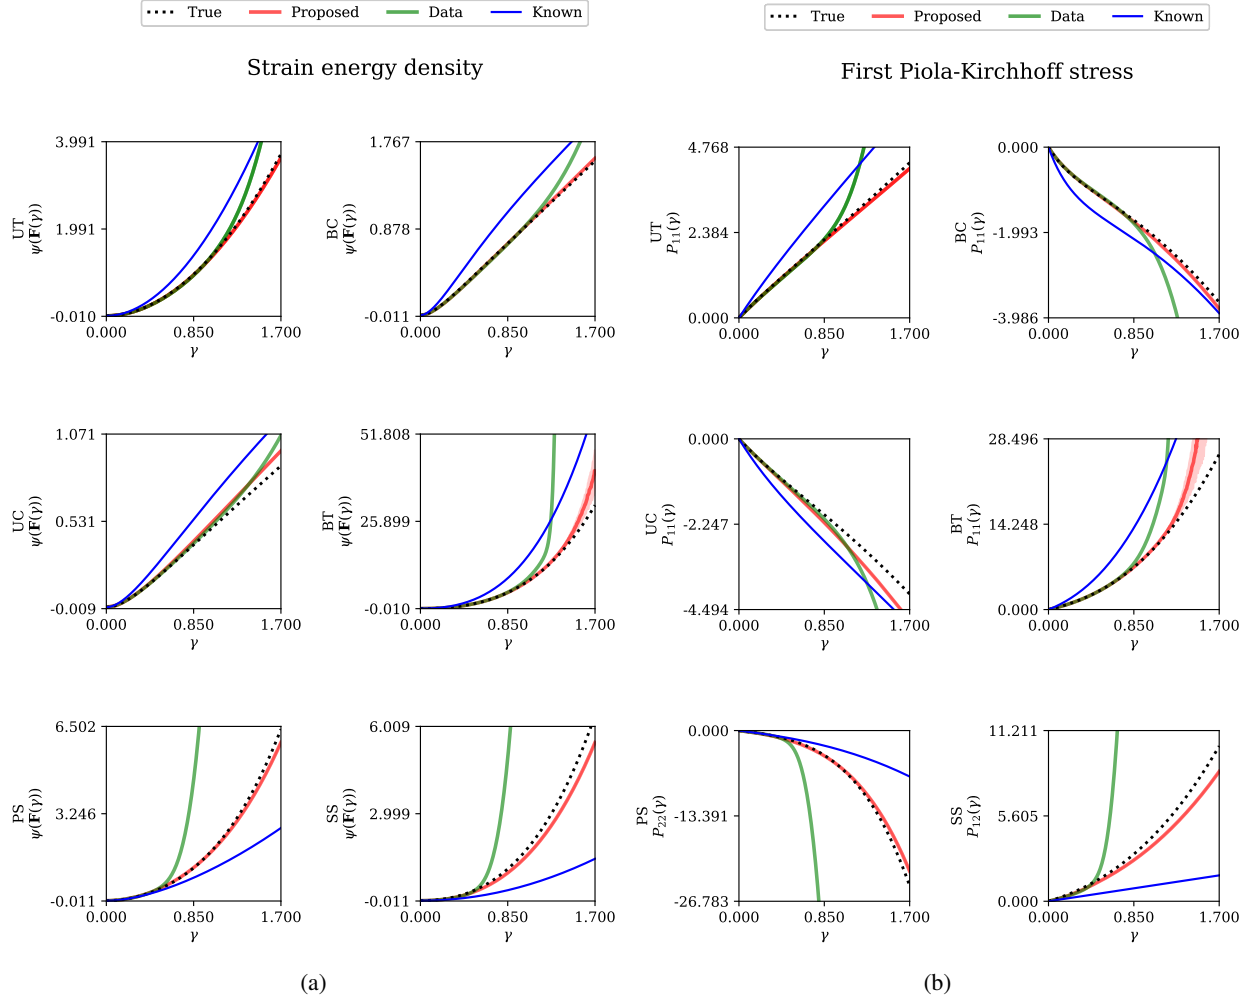 True Proposed Data Known
True Proposed Data Known
Strain energy density
First Piola-Kirchhoff stress
3.991
1.991
-0.010
0.000 0.850 1.700
γ
UT
ψ(F(γ))
1.767
0.878
-0.011
0.000 0.850 1.700
γ
BC
ψ(F(γ))
4.768
2.384
0.000
0.000 0.850 1.700
γ
UT
P₁₁(γ)
0.000
-1.993
-3.986
0.000 0.850 1.700
γ
BC
P₁₁(γ)
1.071
0.531
-0.009
0.000 0.850 1.700
γ
UC
ψ(F(γ))
51.808
25.899
-0.010
0.000 0.850 1.700
γ
BT
ψ(F(γ))
0.000
-2.247
-4.494
0.000 0.850 1.700
γ
UC
P₁₁(γ)
28.496
14.248
0.000
0.000 0.850 1.700
γ
BT
P₁₁(γ)
6.502
3.246
-0.011
0.000 0.850 1.700
γ
PS
ψ(F(γ))
6.009
2.999
-0.011
0.000 0.850 1.700
γ
SS
ψ(F(γ))
0.000
-13.391
-26.783
0.000 0.850 1.700
γ
PS
P₂₂(γ)
11.211
5.605
0.000
0.000 0.850 1.700
γ
SS
P₁₂(γ)
(a)
(b)